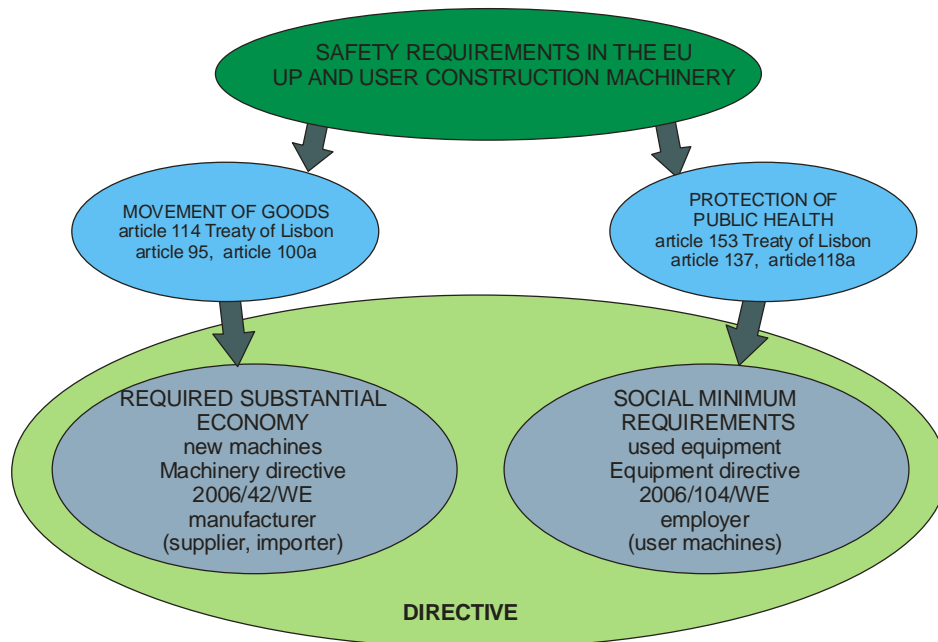 SAFETY REQUIREMENTS IN THE EU
UP AND USER CONSTRUCTION MACHINERY
MOVEMENT OF GOODS
article 114 Treaty of Lisbon
article 95, article 100a
PROTECTION OF
PUBLIC HEALTH
article 153 Treaty of Lisbon
article 137, article118a
REQUIRED SUBSTANTIAL
ECONOMY
new machines
Machinery directive
2006/42/WE
manufacturer
(supplier, importer)
SOCIAL MINIMUM
REQUIREMENTS
used equipment
Equipment directive
2006/104/WE
employer
(user machines)
DIRECTIVE